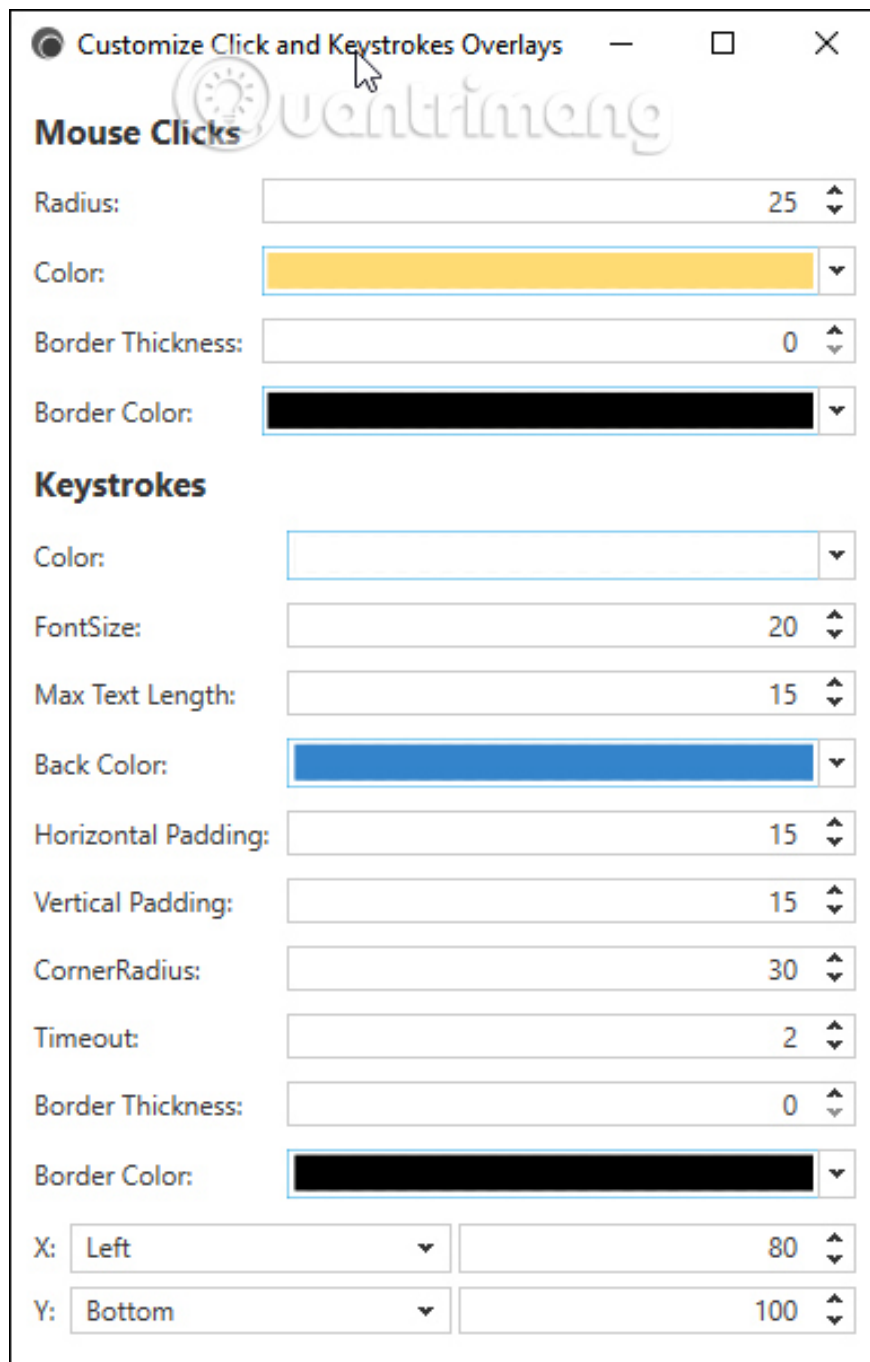 Customize Click and Keystrokes Overlays
uantrimang
Mouse Clicks
Radius: 25
Color:
Border Thickness: 0
Border Color:
Keystrokes
Color:
FontSize: 20
Max Text Length: 15
Back Color:
Horizontal Padding: 15
Vertical Padding: 15
CornerRadius: 30
Timeout: 2
Border Thickness: 0
Border Color:
X: Left 80
Y: Bottom 100